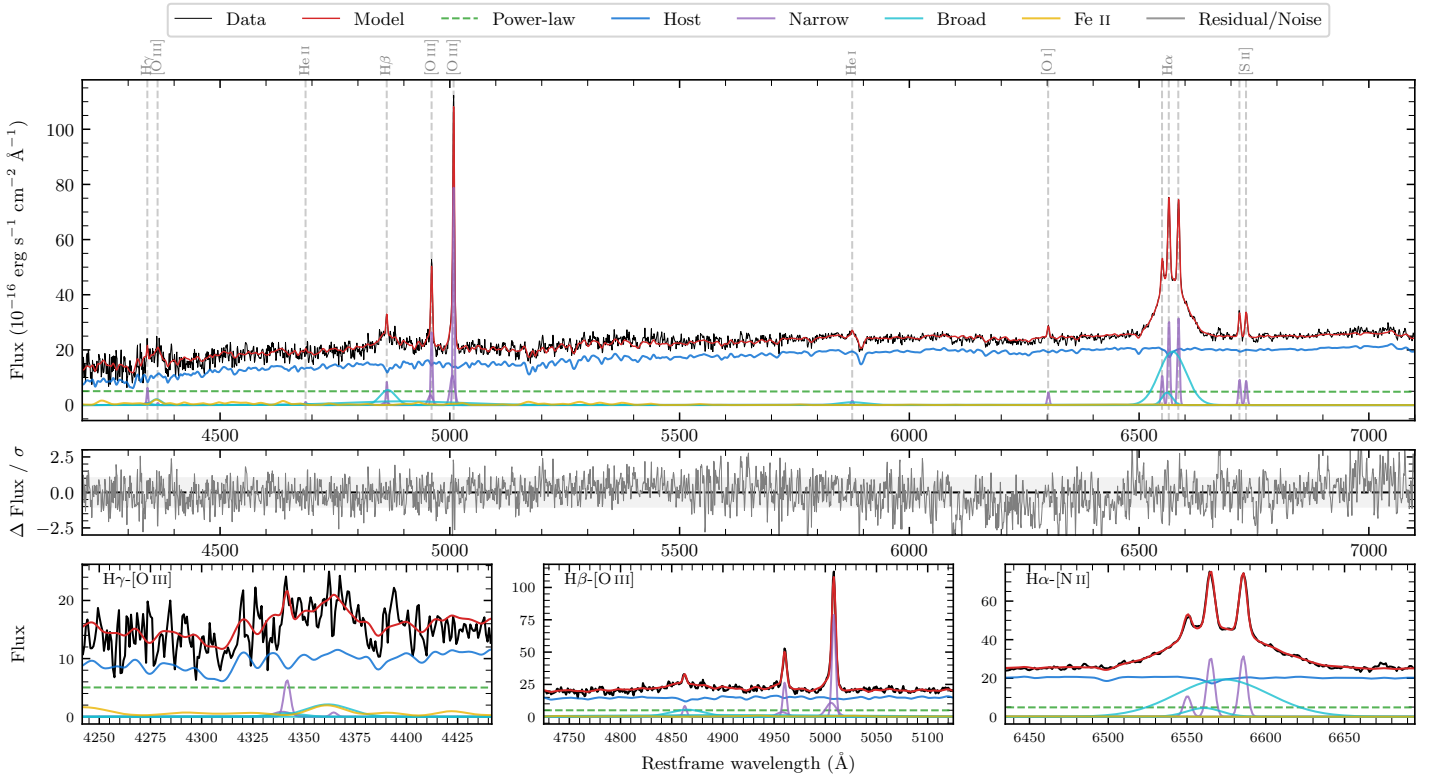 Data Model Power-law Host Narrow Broad Fe II Residual/Noise
Hγ [O III] He II Hβ [O III] [O III] He I [O I] Hα [S II]
Flux (10⁻¹⁶ erg s⁻¹ cm⁻² Å⁻¹)
100
80
60
40
20
0
4500 5000 5500 6000 6500 7000
Δ Flux / σ
2.5
0.0
−2.5
4500 5000 5500 6000 6500 7000
Flux
Hγ-[O III]
20
10
0
4250 4275 4300 4325 4350 4375 4400 4425
Hβ-[O III]
100
75
50
25
0
4750 4800 4850 4900 4950 5000 5050 5100
Hα-[N II]
60
40
20
0
6450 6500 6550 6600 6650
Restframe wavelength (Å)